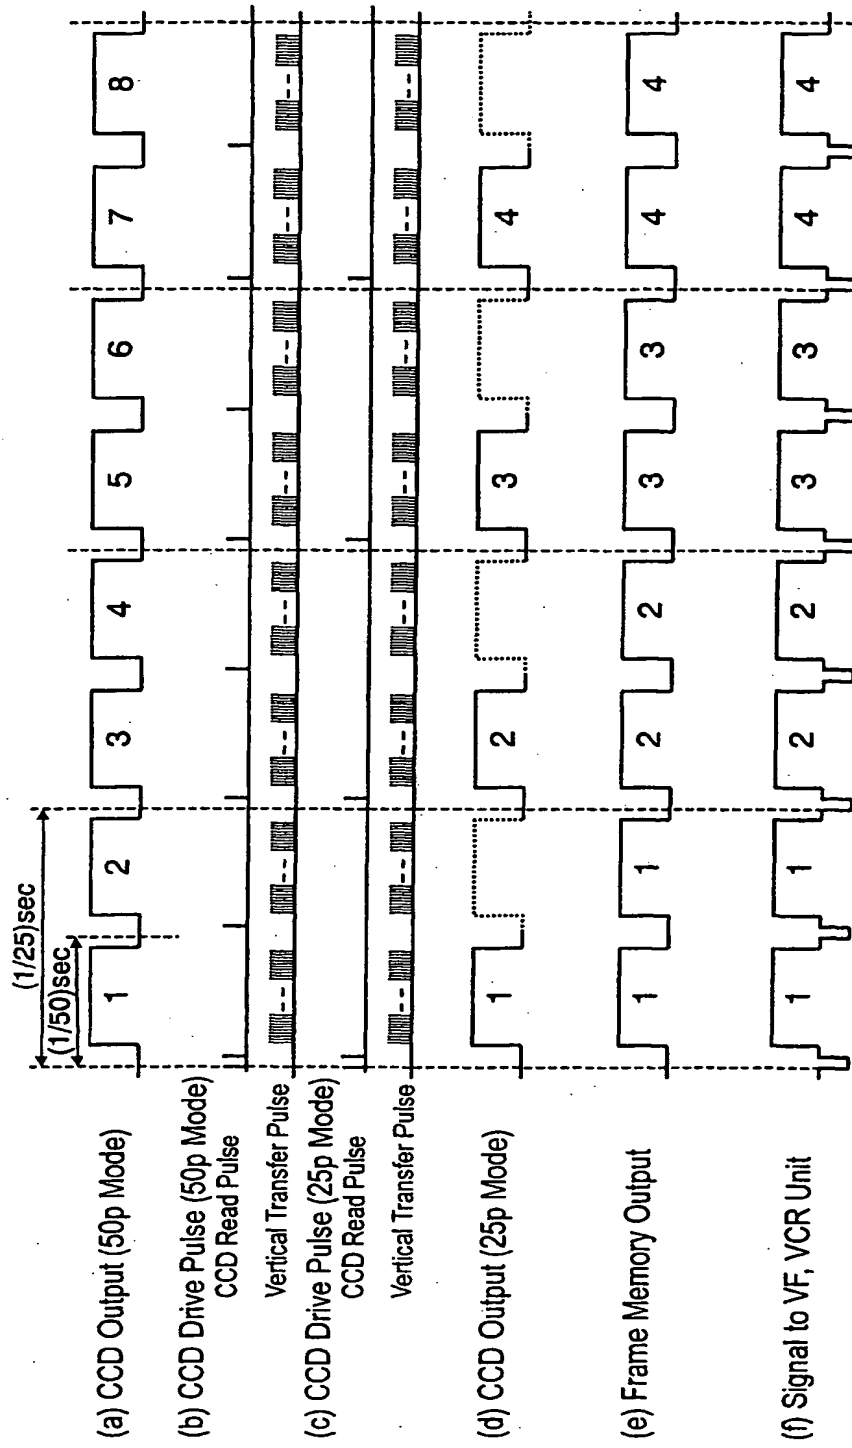 (1/25)sec
(1/50)sec
(a) CCD Output (50p Mode)
1 2 3 4 5 6 7 8
(b) CCD Drive Pulse (50p Mode)
CCD Read Pulse
Vertical Transfer Pulse
(c) CCD Drive Pulse (25p Mode)
CCD Read Pulse
Vertical Transfer Pulse
(d) CCD Output (25p Mode)
1 2 3 4
(e) Frame Memory Output
1 1 2 2 3 3 4 4
(f) Signal to VF, VCR Unit
1 1 2 2 3 3 4 4